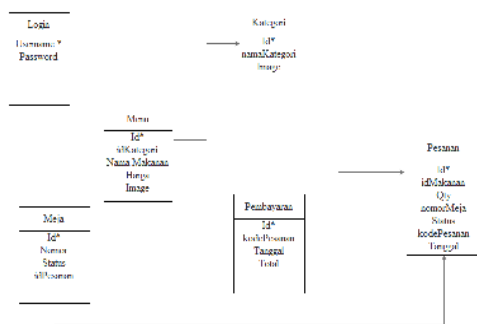 Login
Username *
Password
Kategori
Id*
namaKategori
Image
Menu
Id*
idKategori
Nama Makanan
Harga
Image
Pesanan
Id*
idMakanan
Qty
nomorMeja
Status
kodePesanan
Tanggal
Meja
Id*
Nomor
Status
idPesanan
Pembayaran
Id*
kodePesanan
Tanggal
Total